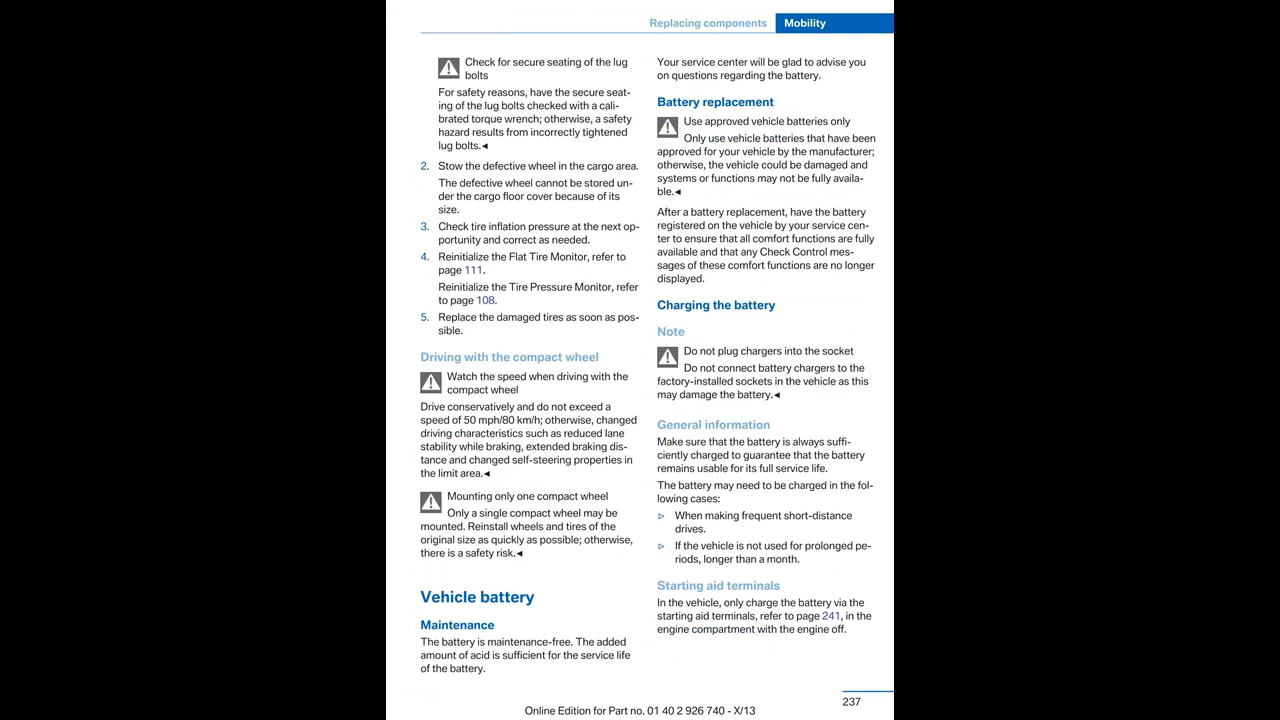 Replacing components
Mobility
Check for secure seating of the lug
bolts
For safety reasons, have the secure seat-
ing of the lug bolts checked with a cali-
brated torque wrench; otherwise, a safety
hazard results from incorrectly tightened
lug bolts.◄
2. Stow the defective wheel in the cargo area.
The defective wheel cannot be stored un-
der the cargo floor cover because of its
size.
3. Check tire inflation pressure at the next op-
portunity and correct as needed.
4. Reinitialize the Flat Tire Monitor, refer to
page 111.
Reinitialize the Tire Pressure Monitor, refer
to page 108.
5. Replace the damaged tires as soon as pos-
sible.
Driving with the compact wheel
Watch the speed when driving with the
compact wheel
Drive conservatively and do not exceed a
speed of 50 mph/80 km/h; otherwise, changed
driving characteristics such as reduced lane
stability while braking, extended braking dis-
tance and changed self-steering properties in
the limit area.◄
Mounting only one compact wheel
Only a single compact wheel may be
mounted. Reinstall wheels and tires of the
original size as quickly as possible; otherwise,
there is a safety risk.◄
Vehicle battery
Maintenance
The battery is maintenance-free. The added
amount of acid is sufficient for the service life
of the battery.
Your service center will be glad to advise you
on questions regarding the battery.
Battery replacement
Use approved vehicle batteries only
Only use vehicle batteries that have been
approved for your vehicle by the manufacturer;
otherwise, the vehicle could be damaged and
systems or functions may not be fully availa-
ble.◄
After a battery replacement, have the battery
registered on the vehicle by your service cen-
ter to ensure that all comfort functions are fully
available and that any Check Control mes-
sages of these comfort functions are no longer
displayed.
Charging the battery
Note
Do not plug chargers into the socket
Do not connect battery chargers to the
factory-installed sockets in the vehicle as this
may damage the battery.◄
General information
Make sure that the battery is always suffi-
ciently charged to guarantee that the battery
remains usable for its full service life.
The battery may need to be charged in the fol-
lowing cases:
▷ When making frequent short-distance
drives.
▷ If the vehicle is not used for prolonged pe-
riods, longer than a month.
Starting aid terminals
In the vehicle, only charge the battery via the
starting aid terminals, refer to page 241, in the
engine compartment with the engine off.
237
Online Edition for Part no. 01 40 2 926 740 - X/13